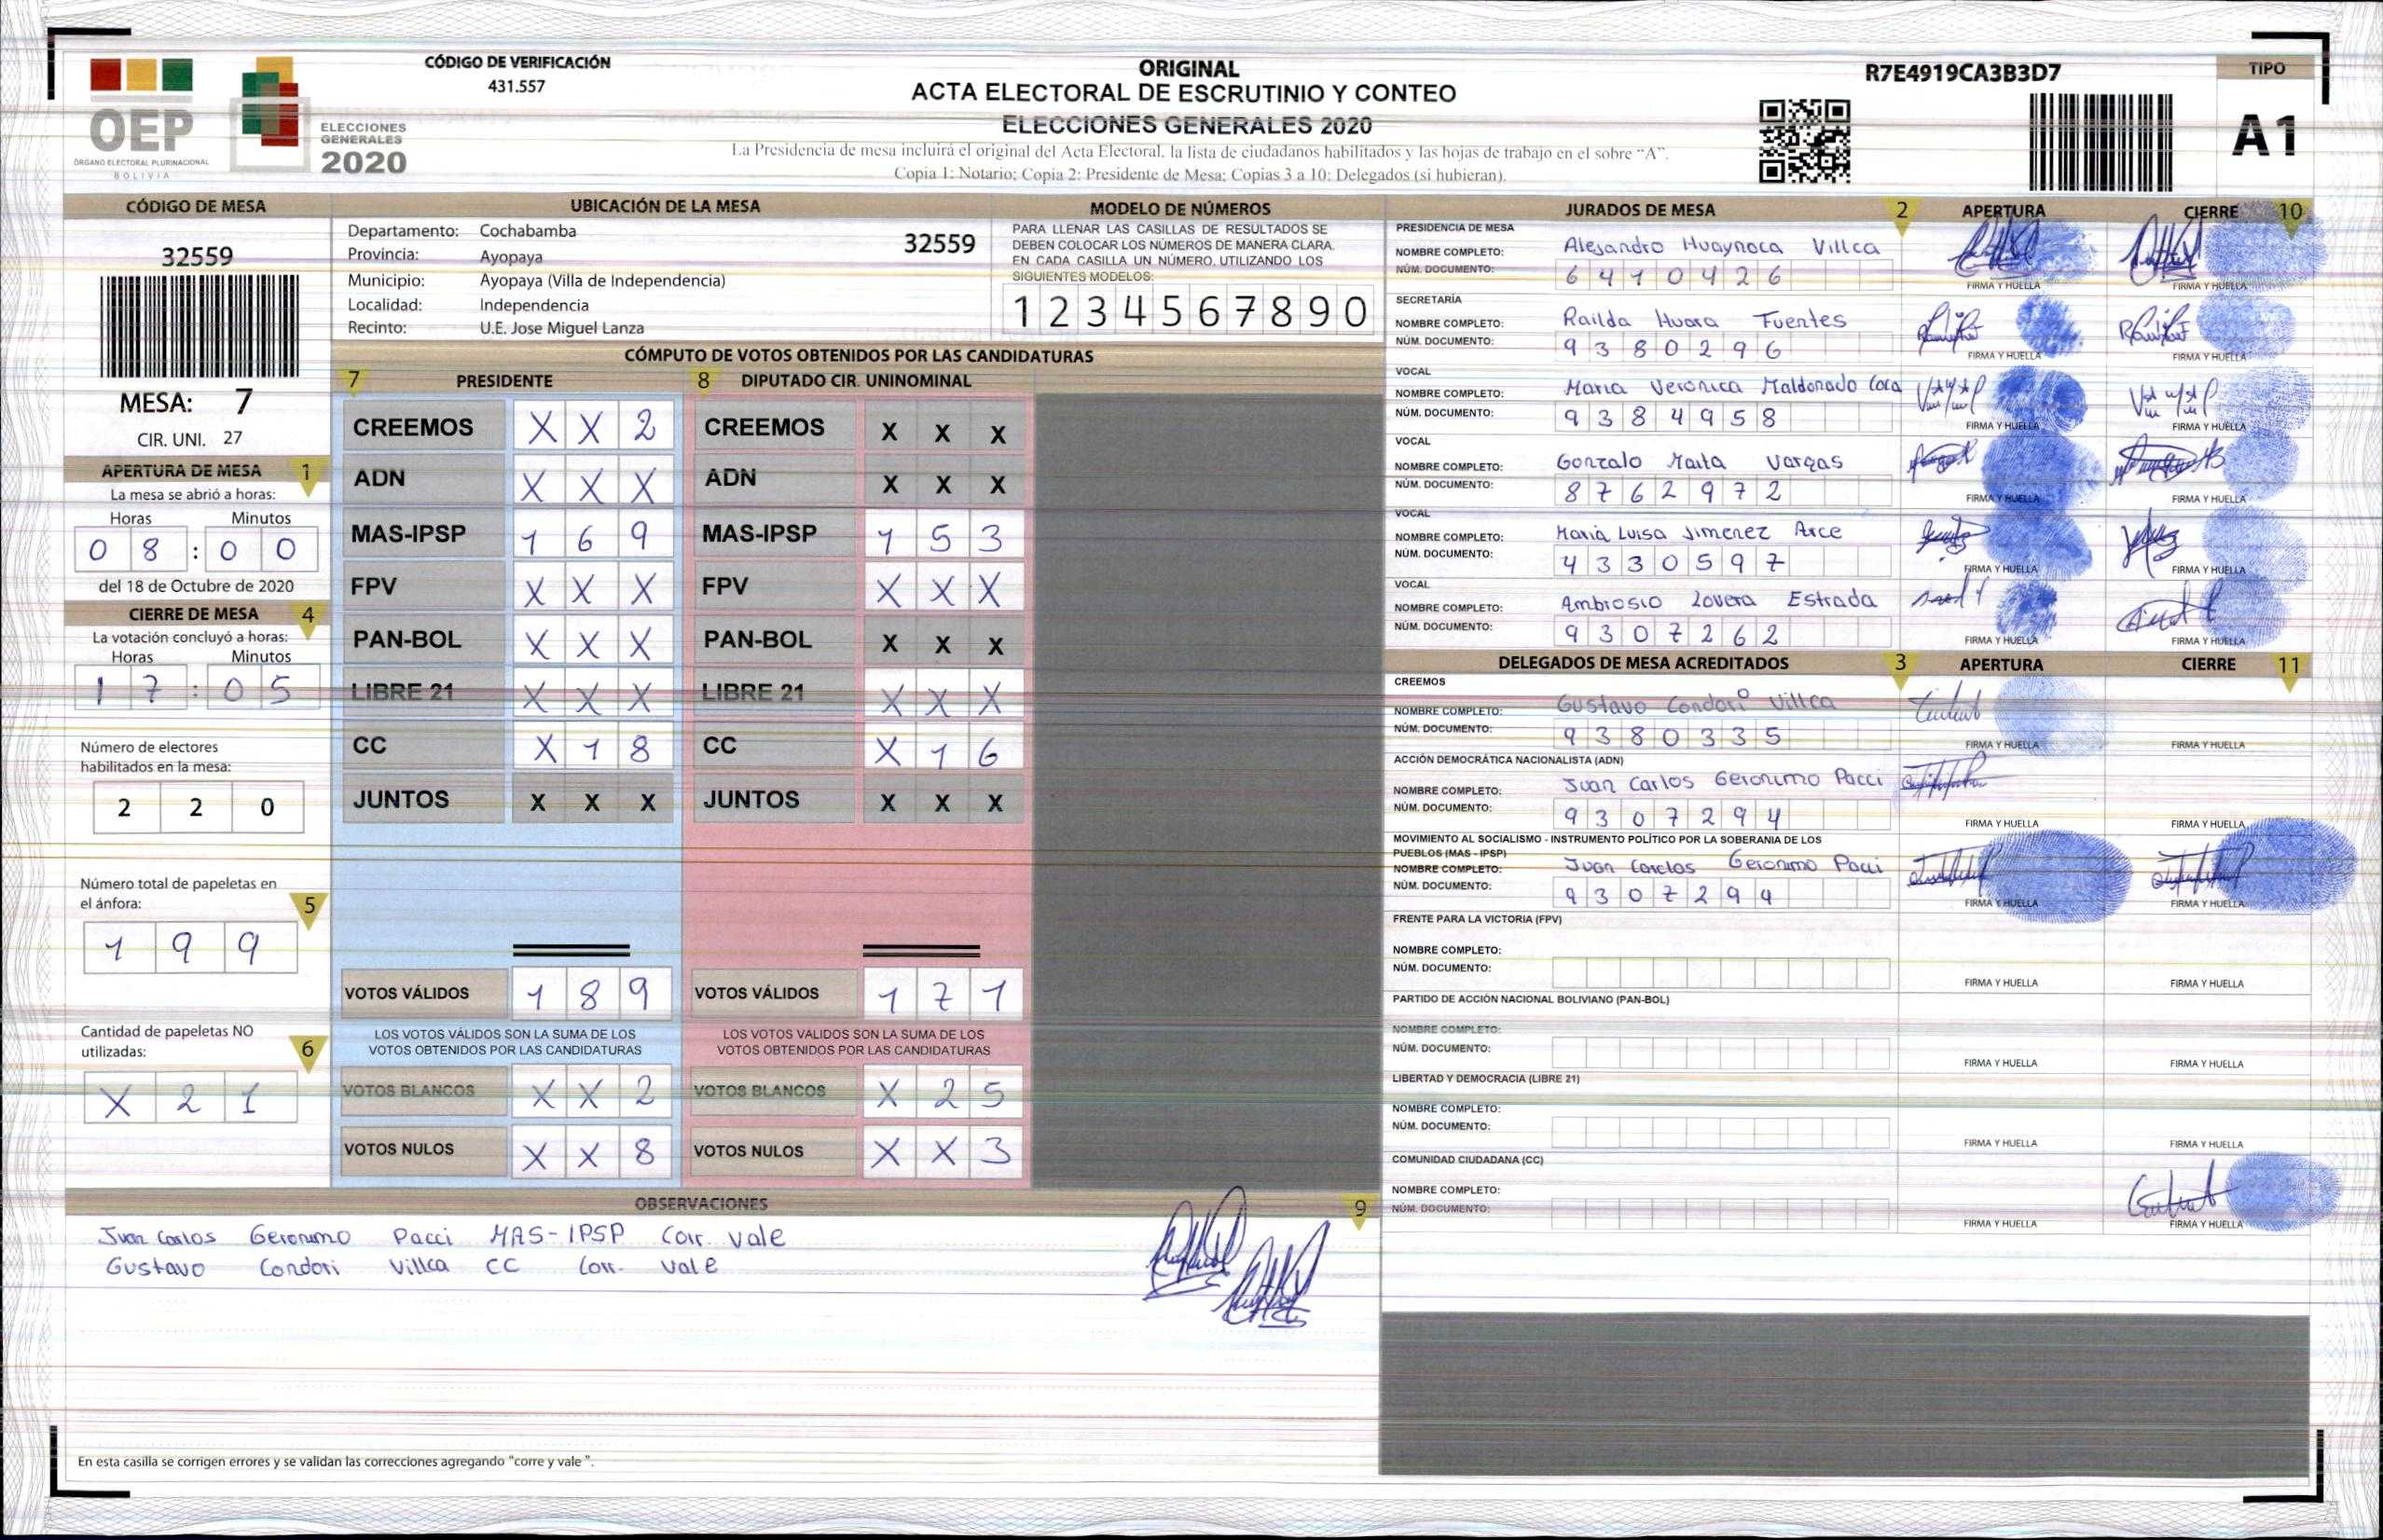 OEP
ÓRGANO ELECTORAL PLURINACIONAL
BOLIVIA
ELECCIONES
GENERALES
2020
CÓDIGO DE VERIFICACIÓN
431.557
ORIGINAL
ACTA ELECTORAL DE ESCRUTINIO Y CONTEO
ELECCIONES GENERALES 2020
La Presidencia de mesa incluirá el original del Acta Electoral, la lista de ciudadanos habilitados y las hojas de trabajo en el sobre "A".
Copia 1: Notario; Copia 2: Presidente de Mesa; Copias 3 a 10: Delegados (si hubieran).
R7E4919CA3B3D7
TIPO
A1
CÓDIGO DE MESA
32559
MESA: 7
CIR. UNI. 27
APERTURA DE MESA 1
La mesa se abrió a horas:
Horas Minutos
0 8 : 0 0
del 18 de Octubre de 2020
CIERRE DE MESA 4
La votación concluyó a horas:
Horas Minutos
1 7 : 0 5
Número de electores
habilitados en la mesa:
2 2 0
Número total de papeletas en
el ánfora: 5
1 9 9
Cantidad de papeletas NO
utilizadas: 6
X 2 1
UBICACIÓN DE LA MESA
Departamento: Cochabamba 32559
Provincia: Ayopaya
Municipio: Ayopaya (Villa de Independencia)
Localidad: Independencia
Recinto: U.E. Jose Miguel Lanza
MODELO DE NÚMEROS
PARA LLENAR LAS CASILLAS DE RESULTADOS SE
DEBEN COLOCAR LOS NÚMEROS DE MANERA CLARA.
EN CADA CASILLA UN NÚMERO, UTILIZANDO LOS
SIGUIENTES MODELOS:
1 2 3 4 5 6 7 8 9 0
CÓMPUTO DE VOTOS OBTENIDOS POR LAS CANDIDATURAS
7 PRESIDENTE 8 DIPUTADO CIR. UNINOMINAL
CREEMOS X X 2 CREEMOS X X X
ADN X X X ADN X X X
MAS-IPSP 1 6 9 MAS-IPSP 1 5 3
FPV X X X FPV X X X
PAN-BOL X X X PAN-BOL X X X
LIBRE 21 X X X LIBRE 21 X X X
CC X 1 8 CC X 1 6
JUNTOS X X X JUNTOS X X X
VOTOS VÁLIDOS 1 8 9 VOTOS VÁLIDOS 1 7 1
LOS VOTOS VÁLIDOS SON LA SUMA DE LOS LOS VOTOS VALIDOS SON LA SUMA DE LOS
VOTOS OBTENIDOS POR LAS CANDIDATURAS VOTOS OBTENIDOS POR LAS CANDIDATURAS
VOTOS BLANCOS X X 2 VOTOS BLANCOS X 2 5
VOTOS NULOS X X 8 VOTOS NULOS X X 3
OBSERVACIONES 9
Juan Carlos Geronimo Pacci MAS-IPSP Corr. vale
Gustavo Condori Villca CC Corr. vale
En esta casilla se corrigen errores y se validan las correcciones agregando "corre y vale ".
JURADOS DE MESA 2 APERTURA CIERRE 10
PRESIDENCIA DE MESA
NOMBRE COMPLETO: Alejandro Huaynoca Villca
NÚM. DOCUMENTO: 6 4 1 0 4 2 6
FIRMA Y HUELLA FIRMA Y HUELLA
SECRETARÍA
NOMBRE COMPLETO: Railda Huara Fuentes
NÚM. DOCUMENTO: 9 3 8 0 2 9 6
FIRMA Y HUELLA FIRMA Y HUELLA
VOCAL
NOMBRE COMPLETO: Maria Veronica Maldonado Coca
NÚM. DOCUMENTO: 9 3 8 4 9 5 8
FIRMA Y HUELLA FIRMA Y HUELLA
VOCAL
NOMBRE COMPLETO: Gonzalo Maita Vargas
NÚM. DOCUMENTO: 8 7 6 2 9 7 2
FIRMA Y HUELLA FIRMA Y HUELLA
VOCAL
NOMBRE COMPLETO: Maria Luisa Jimenez Arce
NÚM. DOCUMENTO: 4 3 3 0 5 9 7
FIRMA Y HUELLA FIRMA Y HUELLA
VOCAL
NOMBRE COMPLETO: Ambrosio Lovera Estrada
NÚM. DOCUMENTO: 9 3 0 7 2 6 2
FIRMA Y HUELLA FIRMA Y HUELLA
DELEGADOS DE MESA ACREDITADOS 3 APERTURA CIERRE 11
CREEMOS
NOMBRE COMPLETO: Gustavo Condori Villca
NÚM. DOCUMENTO: 9 3 8 0 3 3 5
FIRMA Y HUELLA FIRMA Y HUELLA
ACCIÓN DEMOCRÁTICA NACIONALISTA (ADN)
NOMBRE COMPLETO: Juan Carlos Geronimo Pacci
NÚM. DOCUMENTO: 9 3 0 7 2 9 4
FIRMA Y HUELLA FIRMA Y HUELLA
MOVIMIENTO AL SOCIALISMO - INSTRUMENTO POLÍTICO POR LA SOBERANIA DE LOS
PUEBLOS (MAS - IPSP)
NOMBRE COMPLETO: Juan Carlos Geronimo Pacci
NÚM. DOCUMENTO: 9 3 0 7 2 9 4
FIRMA Y HUELLA FIRMA Y HUELLA
FRENTE PARA LA VICTORIA (FPV)
NOMBRE COMPLETO:
NÚM. DOCUMENTO:
FIRMA Y HUELLA FIRMA Y HUELLA
PARTIDO DE ACCIÓN NACIONAL BOLIVIANO (PAN-BOL)
NOMBRE COMPLETO:
NÚM. DOCUMENTO:
FIRMA Y HUELLA FIRMA Y HUELLA
LIBERTAD Y DEMOCRACIA (LIBRE 21)
NOMBRE COMPLETO:
NÚM. DOCUMENTO:
FIRMA Y HUELLA FIRMA Y HUELLA
COMUNIDAD CIUDADANA (CC)
NOMBRE COMPLETO:
NÚM. DOCUMENTO:
FIRMA Y HUELLA FIRMA Y HUELLA